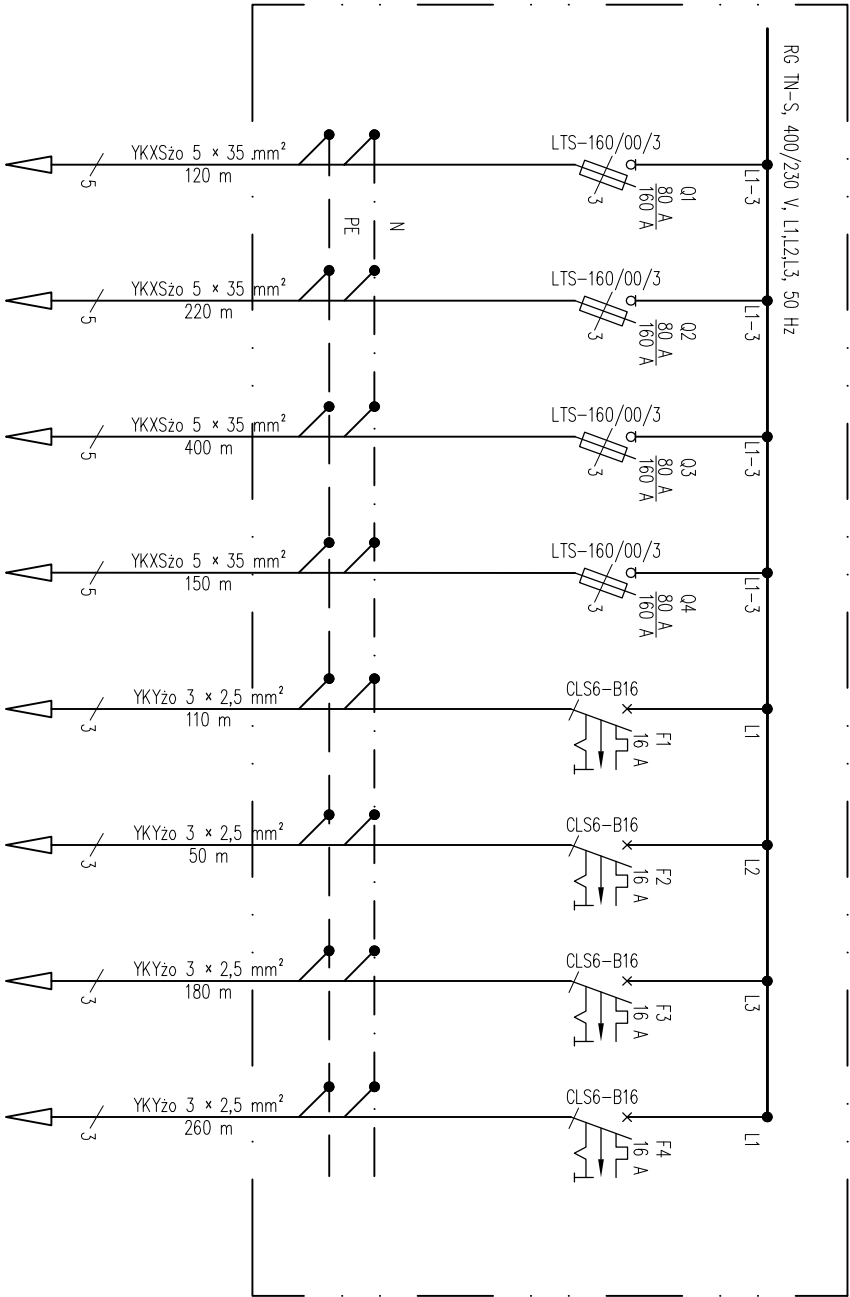 RG TN-S, 400/230 V, L1,L2,L3, 50 Hz
L1-3
LTS-160/00/3
Q1
80 A
160 A
3
N
PE
YKXSżo 5 × 35 mm²
120 m
5
L1-3
LTS-160/00/3
Q2
80 A
160 A
3
YKXSżo 5 × 35 mm²
220 m
5
L1-3
LTS-160/00/3
Q3
80 A
160 A
3
YKXSżo 5 × 35 mm²
400 m
5
L1-3
LTS-160/00/3
Q4
80 A
160 A
3
YKXSżo 5 × 35 mm²
150 m
5
L1
CLS6-B16
F1
16 A
YKYżo 3 × 2,5 mm²
110 m
3
L2
CLS6-B16
F2
16 A
YKYżo 3 × 2,5 mm²
50 m
3
L3
CLS6-B16
F3
16 A
YKYżo 3 × 2,5 mm²
180 m
3
L1
CLS6-B16
F4
16 A
YKYżo 3 × 2,5 mm²
260 m
3